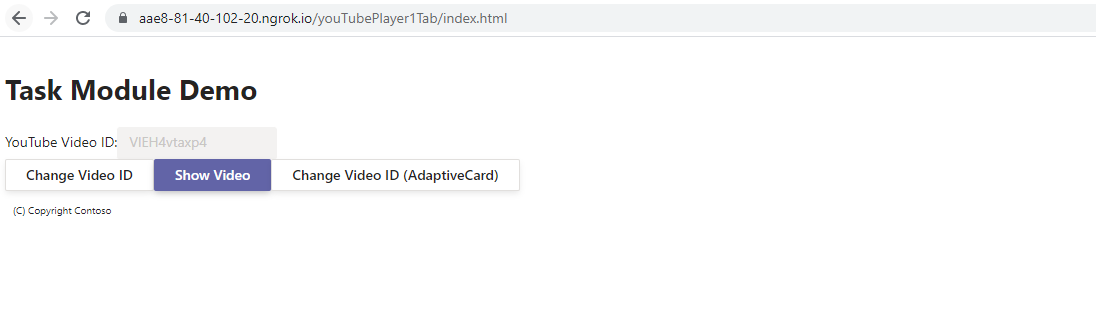 aae8-81-40-102-20.ngrok.io/youTubePlayer1Tab/index.html
Task Module Demo
YouTube Video ID: VlEH4vtaxp4
Change Video ID Show Video Change Video ID (AdaptiveCard)
(C) Copyright Contoso